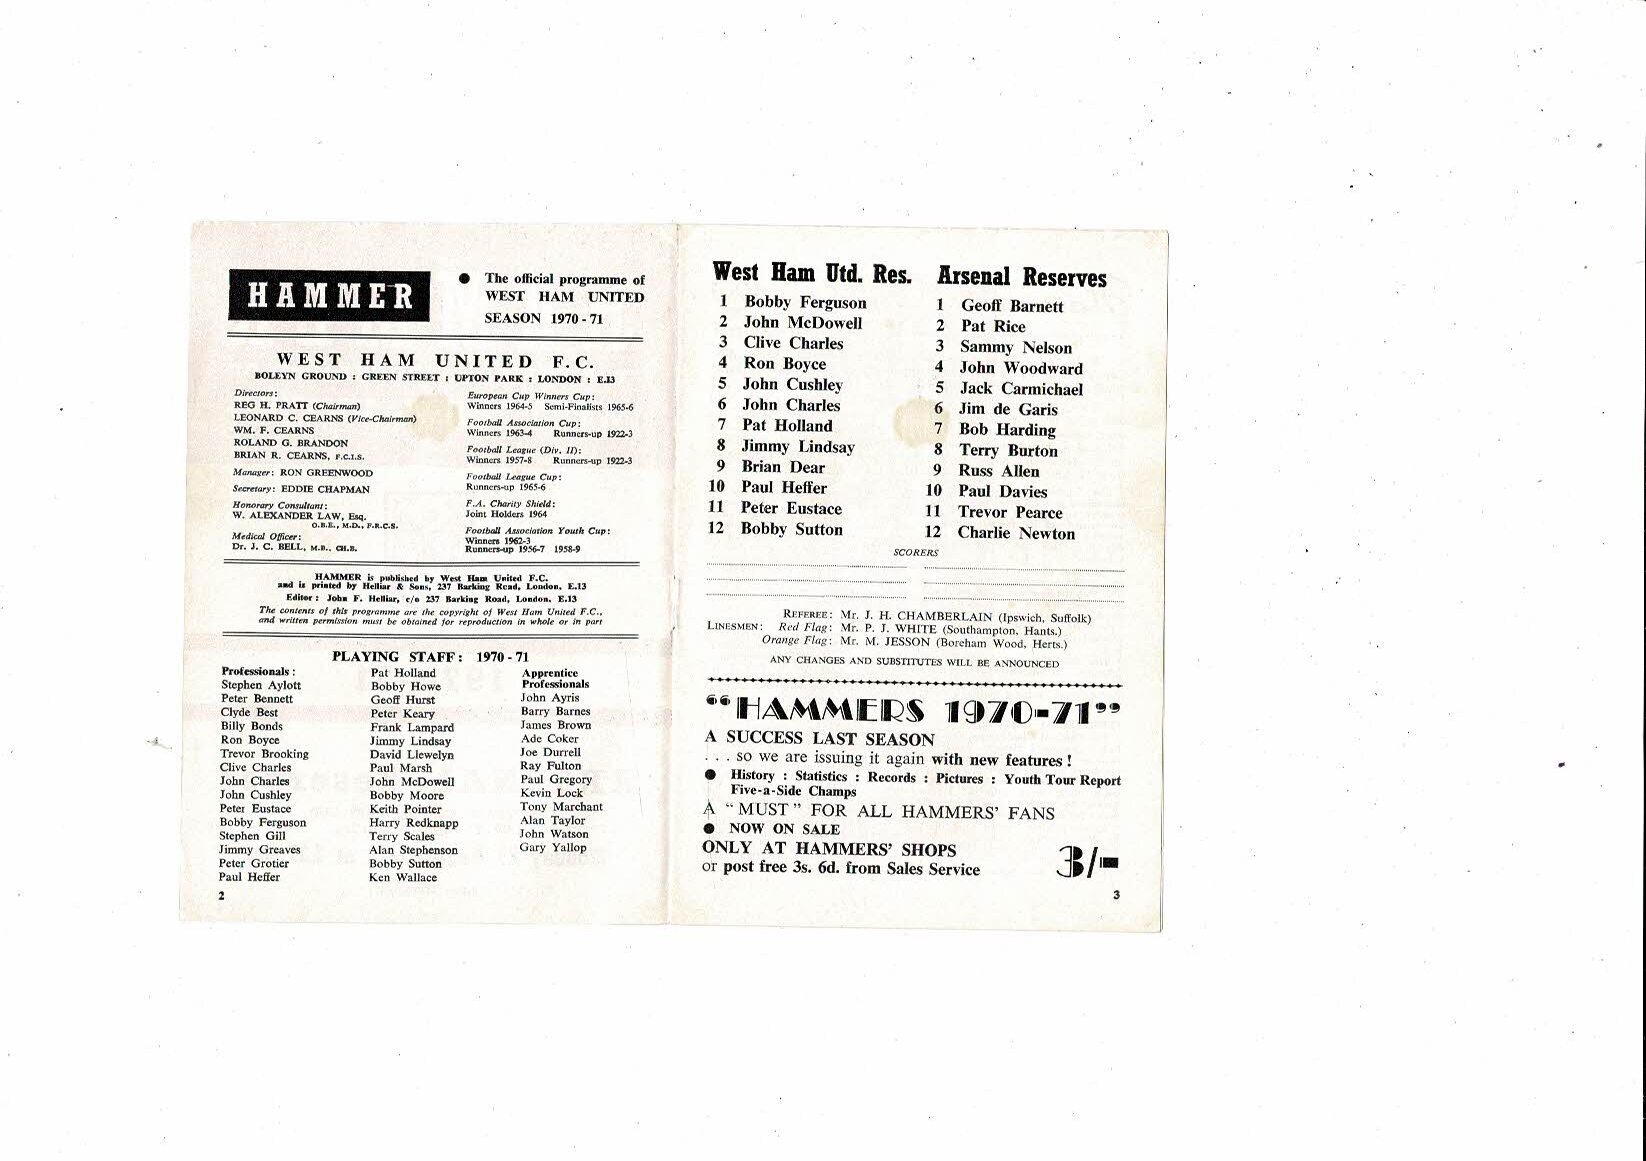 HAMMER
● The official programme of
WEST HAM UNITED
SEASON 1970 - 71
WEST HAM UNITED F.C.
BOLEYN GROUND : GREEN STREET : UPTON PARK : LONDON : E.13
Directors:
REG H. PRATT (Chairman)
LEONARD C. CEARNS (Vice-Chairman)
WM. F. CEARNS
ROLAND G. BRANDON
BRIAN R. CEARNS, F.C.I.S.
Manager: RON GREENWOOD
Secretary: EDDIE CHAPMAN
Honorary Consultant:
W. ALEXANDER LAW, Esq.
O.B.E., M.D., F.R.C.S.
Medical Officer:
Dr. J. C. BELL, M.B., CH.B.
European Cup Winners Cup:
Winners 1964-5 Semi-Finalists 1965-6
Football Association Cup:
Winners 1963-4 Runners-up 1922-3
Football League (Div. II):
Winners 1957-8 Runners-up 1922-3
Football League Cup:
Runners-up 1965-6
F.A. Charity Shield:
Joint Holders 1964
Football Association Youth Cup:
Winners 1962-3
Runners-up 1956-7 1958-9
HAMMER is published by West Ham United F.C.
and is printed by Helliar & Sons, 237 Barking Road, London, E.13
Editor : John F. Helliar, c/o 237 Barking Road, London, E.13
The contents of this programme are the copyright of West Ham United F.C.,
and written permission must be obtained for reproduction in whole or in part
PLAYING STAFF: 1970 - 71
Professionals :
Stephen Aylott
Peter Bennett
Clyde Best
Billy Bonds
Ron Boyce
Trevor Brooking
Clive Charles
John Charles
John Cushley
Peter Eustace
Bobby Ferguson
Stephen Gill
Jimmy Greaves
Peter Grotier
Paul Heffer
Pat Holland
Bobby Howe
Geoff Hurst
Peter Keary
Frank Lampard
Jimmy Lindsay
David Llewelyn
Paul Marsh
John McDowell
Bobby Moore
Keith Pointer
Harry Redknapp
Terry Scales
Alan Stephenson
Bobby Sutton
Ken Wallace
Apprentice
Professionals
John Ayris
Barry Barnes
James Brown
Ade Coker
Joe Durrell
Ray Fulton
Paul Gregory
Kevin Lock
Tony Marchant
Alan Taylor
John Watson
Gary Yallop
2
West Ham Utd. Res.
1 Bobby Ferguson
2 John McDowell
3 Clive Charles
4 Ron Boyce
5 John Cushley
6 John Charles
7 Pat Holland
8 Jimmy Lindsay
9 Brian Dear
10 Paul Heffer
11 Peter Eustace
12 Bobby Sutton
Arsenal Reserves
1 Geoff Barnett
2 Pat Rice
3 Sammy Nelson
4 John Woodward
5 Jack Carmichael
6 Jim de Garis
7 Bob Harding
8 Terry Burton
9 Russ Allen
10 Paul Davies
11 Trevor Pearce
12 Charlie Newton
SCORERS
REFEREE: Mr. J. H. CHAMBERLAIN (Ipswich, Suffolk)
LINESMEN: Red Flag: Mr. P. J. WHITE (Southampton, Hants.)
Orange Flag: Mr. M. JESSON (Boreham Wood, Herts.)
ANY CHANGES AND SUBSTITUTES WILL BE ANNOUNCED
“HAMMERS 1970-71”
A SUCCESS LAST SEASON
. . . so we are issuing it again with new features !
● History : Statistics : Records : Pictures : Youth Tour Report
Five-a-Side Champs
A “MUST” FOR ALL HAMMERS’ FANS
● NOW ON SALE
ONLY AT HAMMERS’ SHOPS
or post free 3s. 6d. from Sales Service
3/-
3